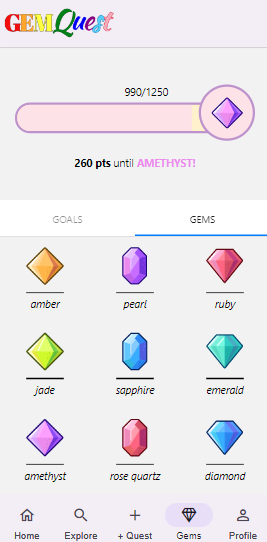 GEMQuest
990/1250
260 pts until AMETHYST!
GOALS GEMS
amber pearl ruby
jade sapphire emerald
amethyst rose quartz diamond
Home Explore + Quest Gems Profile